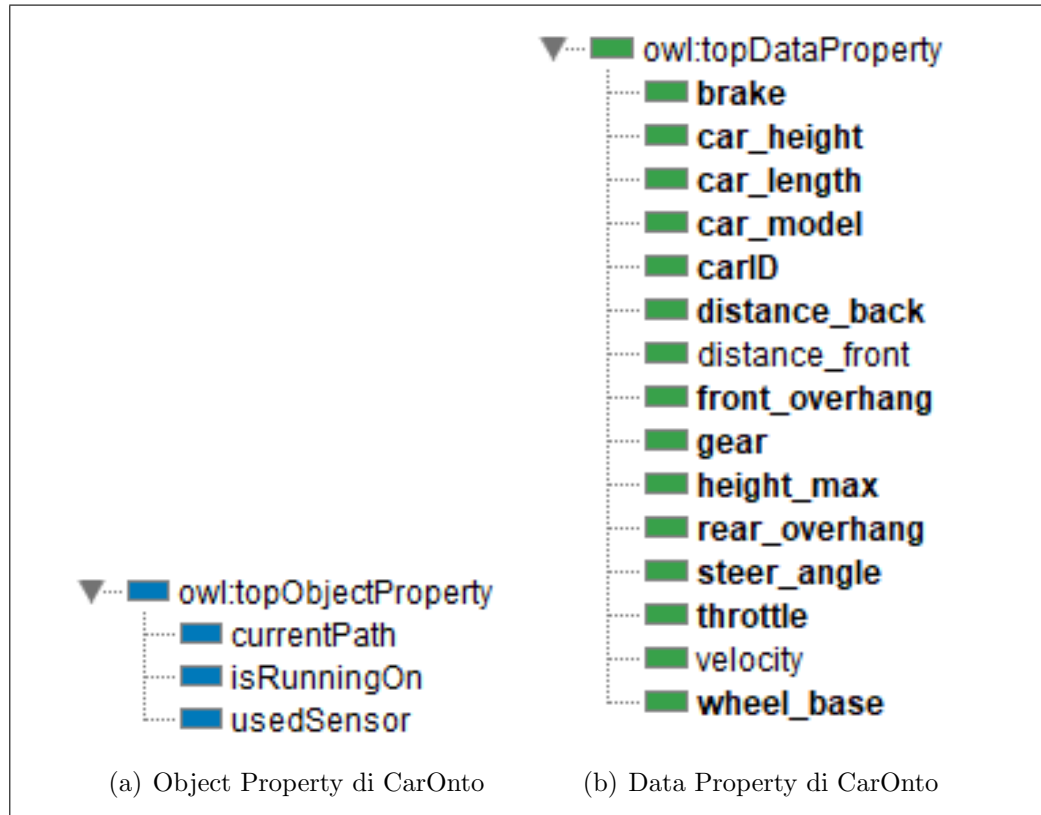 owl:topObjectProperty
currentPath
isRunningOn
usedSensor
(a) Object Property di CarOnto
owl:topDataProperty
brake
car_height
car_length
car_model
carID
distance_back
distance_front
front_overhang
gear
height_max
rear_overhang
steer_angle
throttle
velocity
wheel_base
(b) Data Property di CarOnto